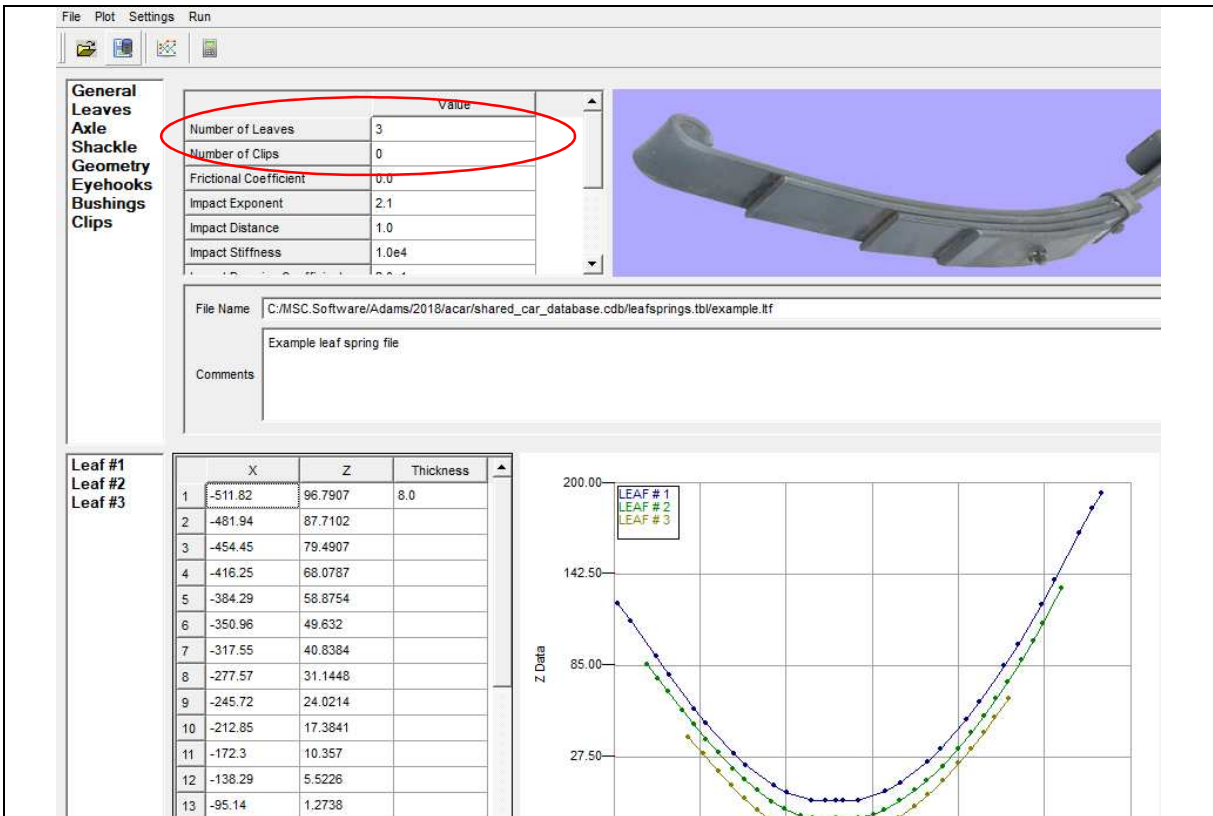 File Plot Settings Run
General
Leaves
Axle
Shackle
Geometry
Eyehooks
Bushings
Clips
Value
Number of Leaves 3
Number of Clips 0
Frictional Coefficient 0.0
Impact Exponent 2.1
Impact Distance 1.0
Impact Stiffness 1.0e4
File Name C:/MSC.Software/Adams/2018/acar/shared_car_database.cdb/leafsprings.tbl/example.ltf
Comments Example leaf spring file
Leaf #1
Leaf #2
Leaf #3
X Z Thickness
1 -511.82 96.7907 8.0
2 -481.94 87.7102
3 -454.45 79.4907
4 -416.25 68.0787
5 -384.29 58.8754
6 -350.96 49.632
7 -317.55 40.8384
8 -277.57 31.1448
9 -245.72 24.0214
10 -212.85 17.3841
11 -172.3 10.357
12 -138.29 5.5226
13 -95.14 1.2738
200.00
142.50
85.00
27.50
Z Data
LEAF # 1
LEAF # 2
LEAF # 3